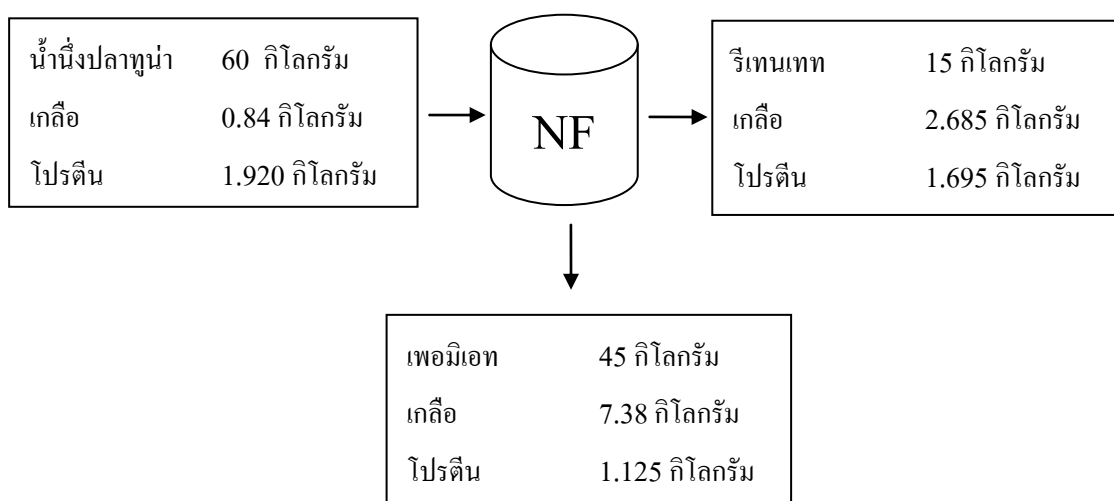 น้ำนึ่งปลาทูน่า 60 กิโลกรัม
เกลือ 0.84 กิโลกรัม
โปรตีน 1.920 กิโลกรัม
NF
รีเทนเทท 15 กิโลกรัม
เกลือ 2.685 กิโลกรัม
โปรตีน 1.695 กิโลกรัม
เพอมิเอท 45 กิโลกรัม
เกลือ 7.38 กิโลกรัม
โปรตีน 1.125 กิโลกรัม